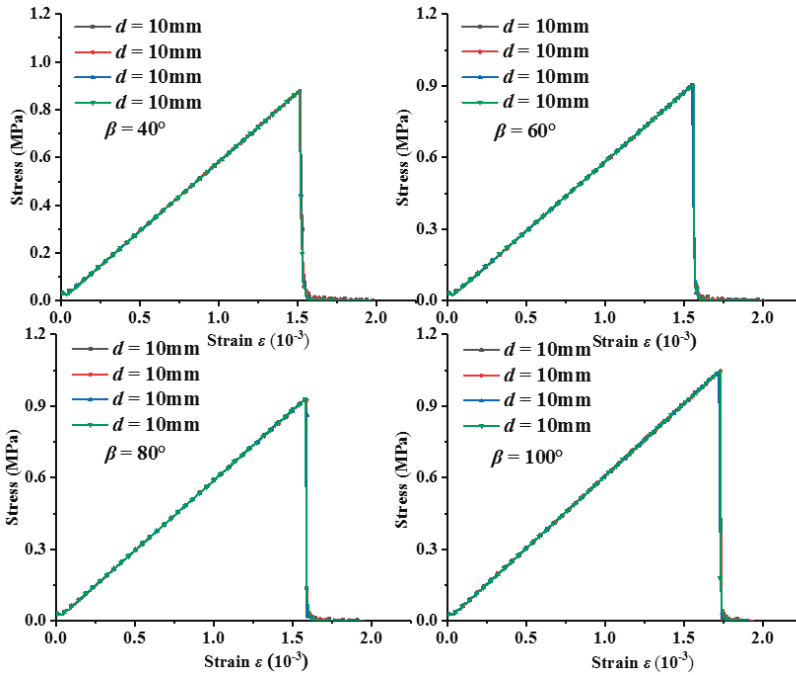 1.2
0.9
0.6
0.3
0.0
Stress (MPa)
d = 10mm
d = 10mm
d = 10mm
d = 10mm
β = 40°
0.0 0.5 1.0 1.5 2.0
Strain ε (10⁻³)
1.2
0.9
0.6
0.3
0.0
Stress (MPa)
d = 10mm
d = 10mm
d = 10mm
d = 10mm
β = 60°
0.0 0.5 1.0 1.5 2.0
Strain ε (10⁻³)
1.2
0.9
0.6
0.3
0.0
Stress (MPa)
d = 10mm
d = 10mm
d = 10mm
d = 10mm
β = 80°
0.0 0.5 1.0 1.5 2.0
Strain ε (10⁻³)
1.2
0.9
0.6
0.3
0.0
Stress (MPa)
d = 10mm
d = 10mm
d = 10mm
d = 10mm
β = 100°
0.0 0.5 1.0 1.5 2.0
Strain ε (10⁻³)